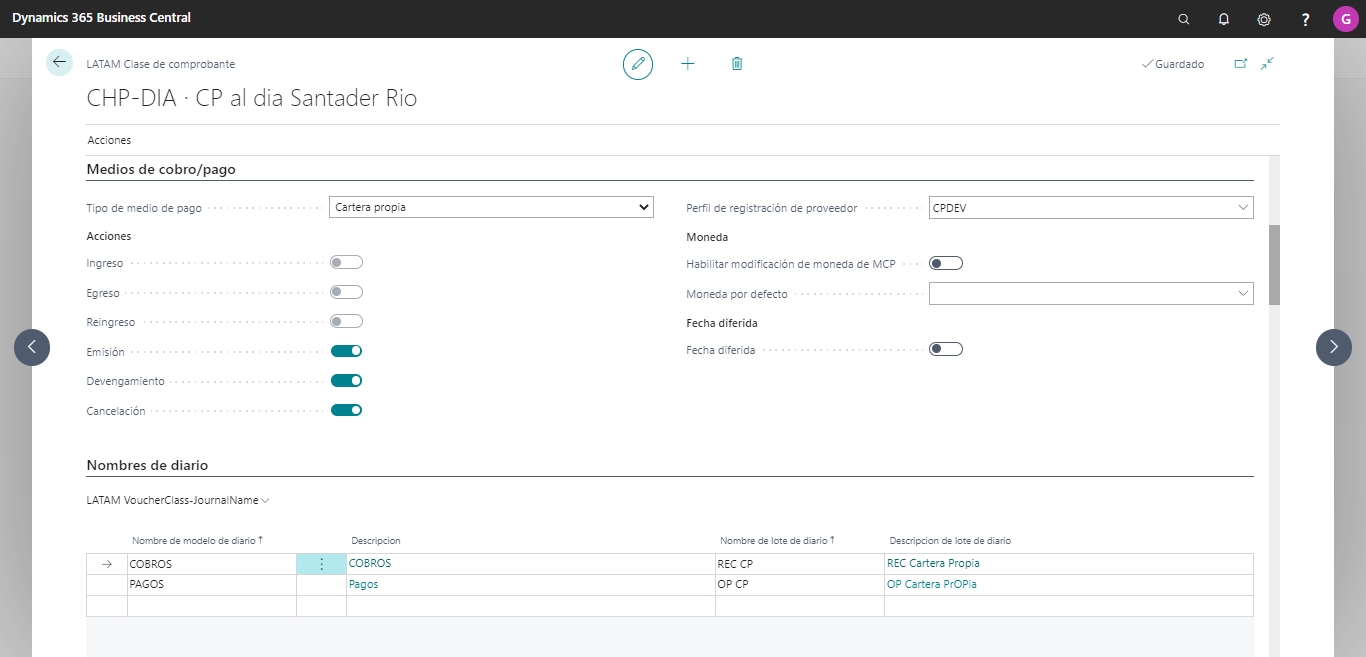 Dynamics 365 Business Central
?
G
LATAM Clase de comprobante
Guardado
CHP-DIA · CP al dia Santader Rio
Acciones
Medios de cobro/pago
Tipo de medio de pago
Cartera propia
Perfil de registración de proveedor
CPDEV
Acciones
Moneda
Ingreso
Habilitar modificación de moneda de MCP
Egreso
Moneda por defecto
Reingreso
Fecha diferida
Emisión
Fecha diferida
Devengamiento
Cancelación
Nombres de diario
LATAM VoucherClass-JournalName
Nombre de modelo de diario ↑ Descripcion Nombre de lote de diario ↑ Descripcion de lote de diario
→ COBROS ⋮ COBROS REC CP REC Cartera Propia
PAGOS Pagos OP CP OP Cartera PrOPia